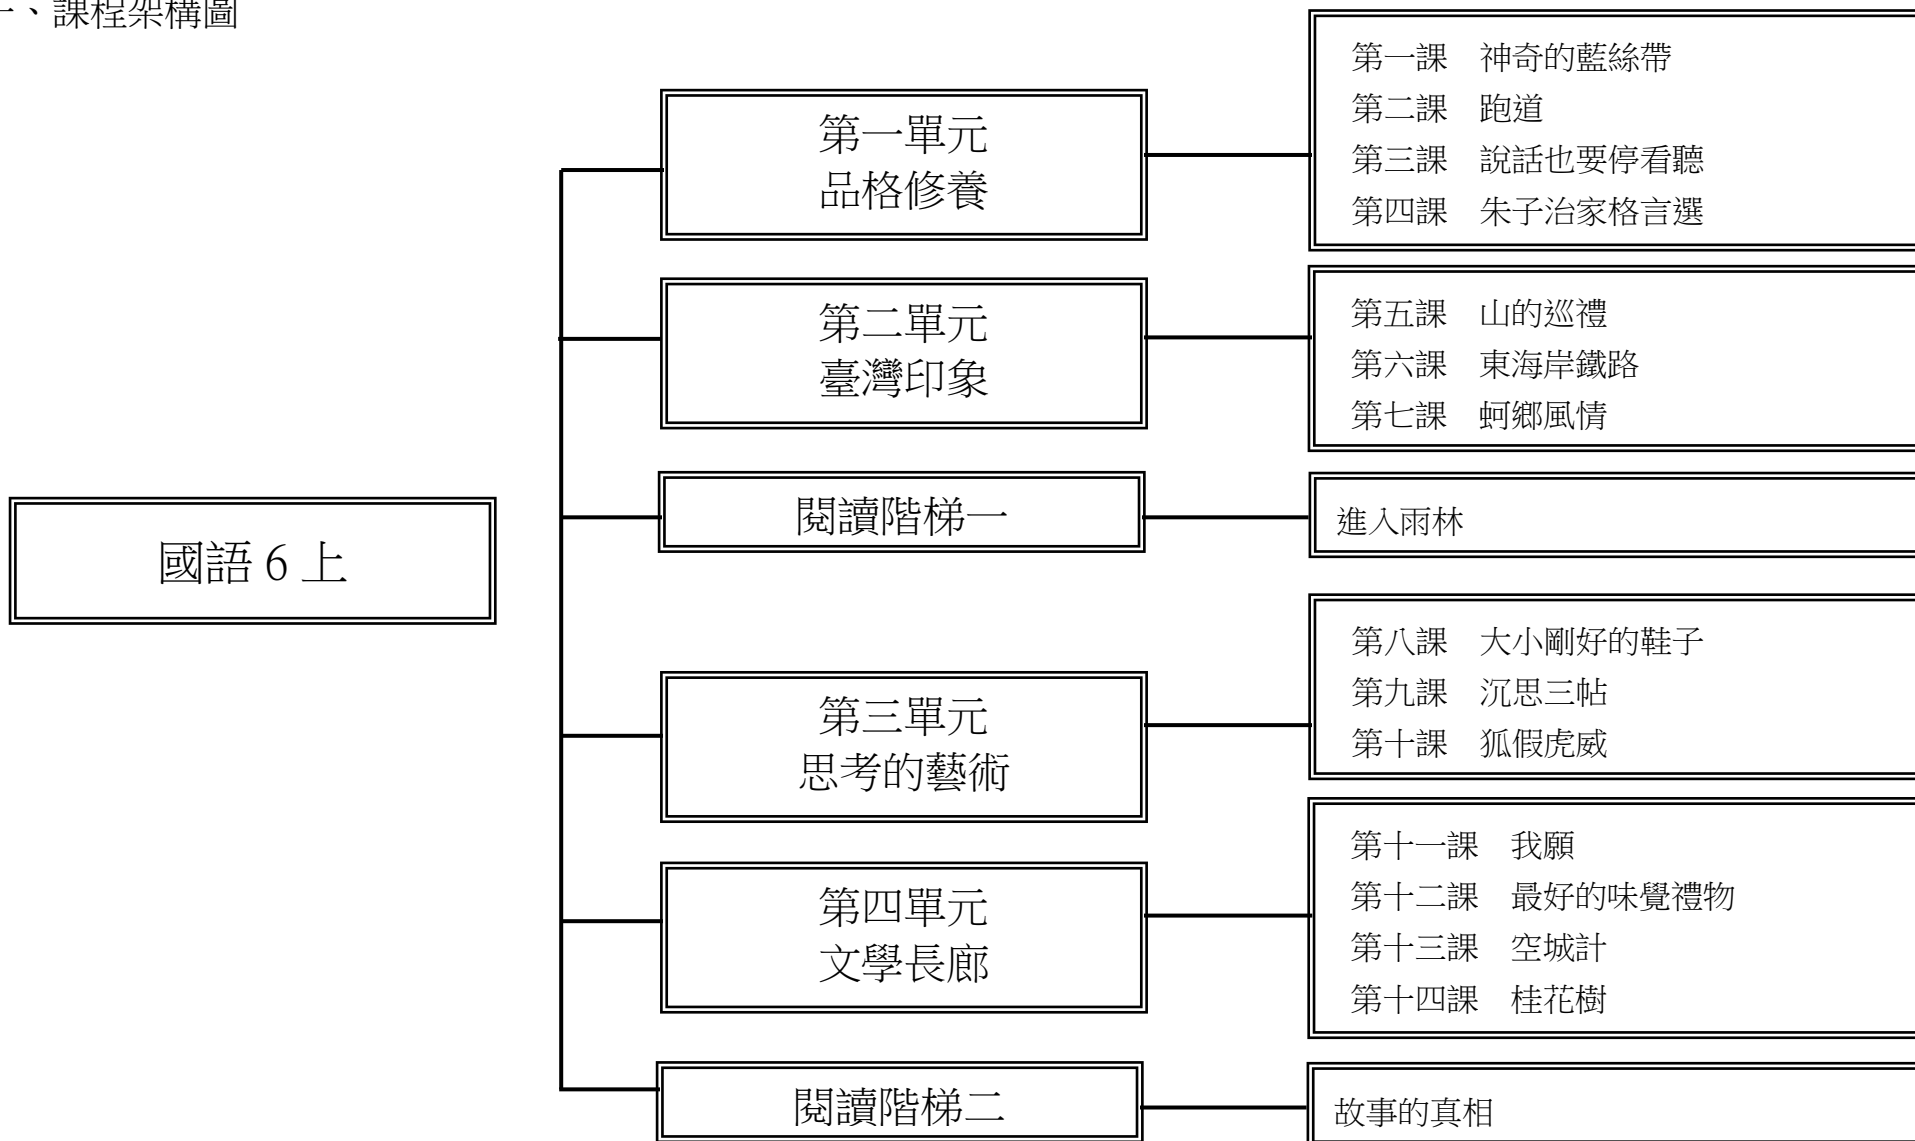 、課程架構圖
國語 6 上
第一單元
品格修養
第一課　神奇的藍絲帶
第二課　跑道
第三課　說話也要停看聽
第四課　朱子治家格言選
第二單元
臺灣印象
第五課　山的巡禮
第六課　東海岸鐵路
第七課　蚵鄉風情
閱讀階梯一
進入雨林
第三單元
思考的藝術
第八課　大小剛好的鞋子
第九課　沉思三帖
第十課　狐假虎威
第四單元
文學長廊
第十一課　我願
第十二課　最好的味覺禮物
第十三課　空城計
第十四課　桂花樹
閱讀階梯二
故事的真相